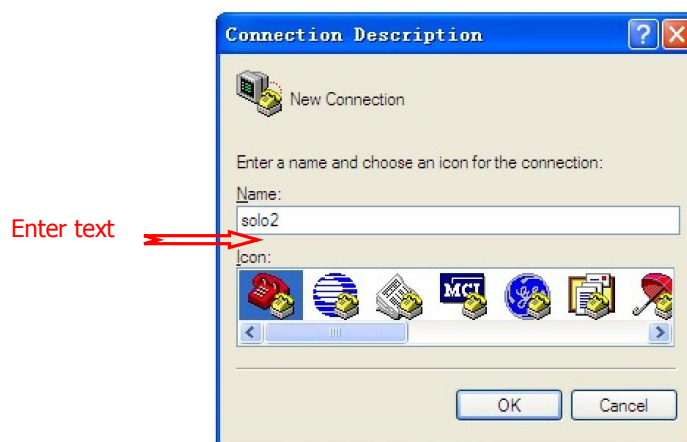 Connection Description
New Connection
Enter a name and choose an icon for the connection:
Name:
solo2
Enter text
Icon:
MCI
OK
Cancel